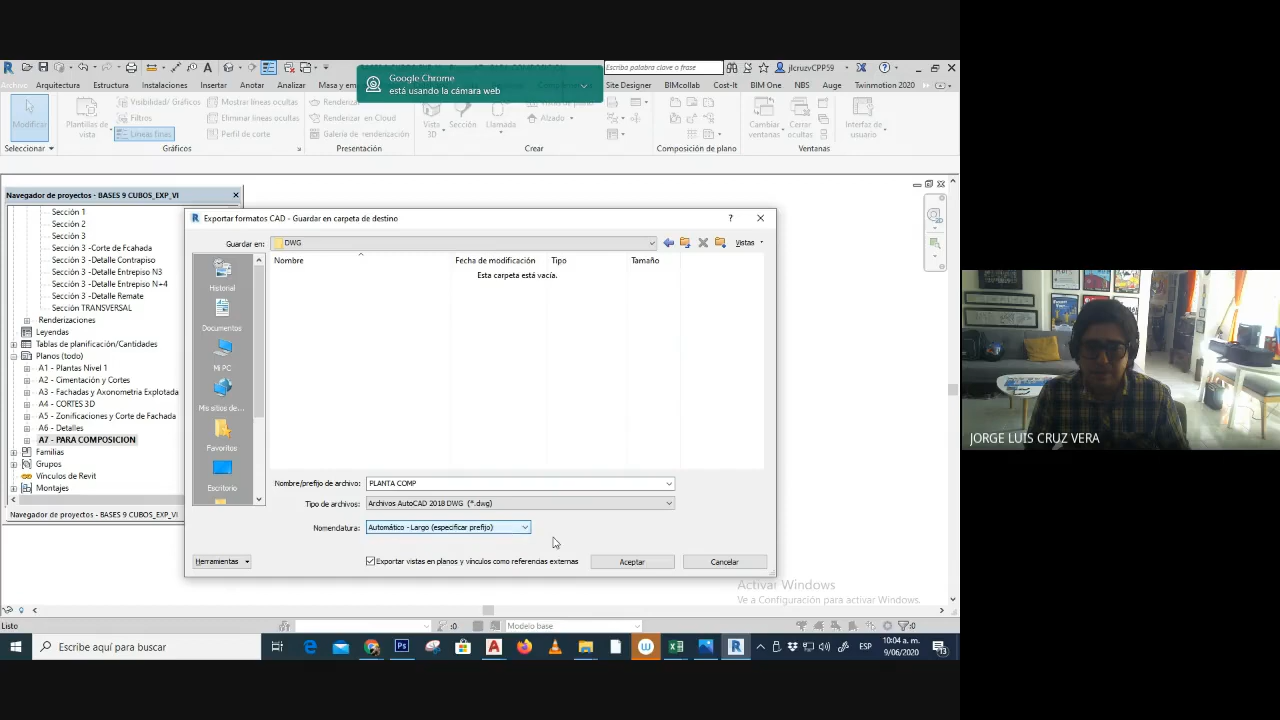 Google Chrome
está usando la cámara web
Escriba palabra clave o frase
jlcruzvCPP59
Archivo
Arquitectura
Estructura
Instalaciones
Insertar
Anotar
Analizar
Masa y em
Site Designer
BIMcollab
Cost-It
BIM One
NBS
Auge
Twinmotion 2020
Modificar
Plantillas de vista
Visibilidad/ Gráficos
Filtros
Líneas finas
Mostrar líneas ocultas
Eliminar líneas ocultas
Perfil de corte
Renderizar
Renderizar en Cloud
Galería de renderización
Vista 3D
Sección
Llamada
Alzado
Cambiar ventanas
Cerrar ocultas
Interfaz de usuario
Seleccionar
Gráficos
Presentación
Crear
Composición de plano
Ventanas
Navegador de proyectos - BASES 9 CUBOS_EXP_VI
Sección 1
Sección 2
Sección 3
Sección 3 -Corte de Fcahada
Sección 3 -Detalle Contrapiso
Sección 3 -Detalle Entrepiso N3
Sección 3 -Detalle Entrepiso N+4
Sección 3 -Detalle Remate
Sección TRANSVERSAL
Renderizaciones
Leyendas
Tablas de planificación/Cantidades
Planos (todo)
A1 - Plantas Nivel 1
A2 - Cimentación y Cortes
A3 - Fachadas y Axonometria Explotada
A4 - CORTES 3D
A5 - Zonificaciones y Corte de Fachada
A6 - Detalles
A7 - PARA COMPOSICION
Familias
Grupos
Vínculos de Revit
Montajes
Navegador de proyectos - BASES 9 CUBOS_EXP_VI
Exportar formatos CAD - Guardar en carpeta de destino
Guardar en:
DWG
Vistas
Nombre
Fecha de modificación
Tipo
Tamaño
Esta carpeta está vacía.
Historial
Documentos
Mi PC
Mis sitios de...
Favoritos
Escritorio
Nombre/prefijo de archivo:
PLANTA COMP
Tipo de archivos:
Archivos AutoCAD 2018 DWG (*.dwg)
Nomenclatura:
Automático - Largo (especificar prefijo)
Herramientas
Exportar vistas en planos y vínculos como referencias externas
Aceptar
Cancelar
Activar Windows
Ve a Configuración para activar Windows.
Listo
:0
Modelo base
:0
Escribe aquí para buscar
ESP
10:04 a. m.
9/06/2020
13
JORGE LUIS CRUZ VERA